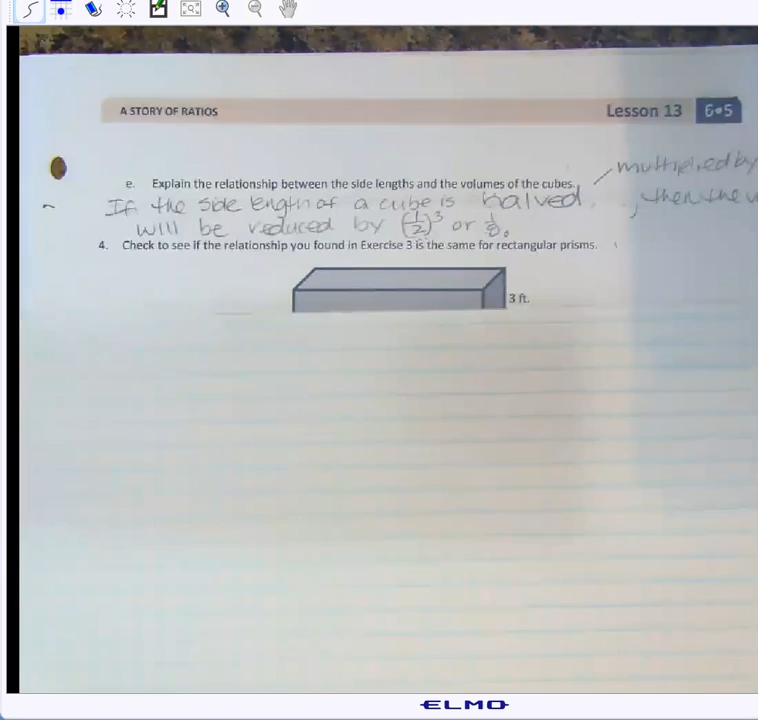 A STORY OF RATIOS
Lesson 13 6•5
multiplied by
e. Explain the relationship between the side lengths and the volumes of the cubes.
If the side length of a cube is halved , then the
will be reduced by (1/2)³ or 1/8.
4. Check to see if the relationship you found in Exercise 3 is the same for rectangular prisms.
3 ft.
ELMO